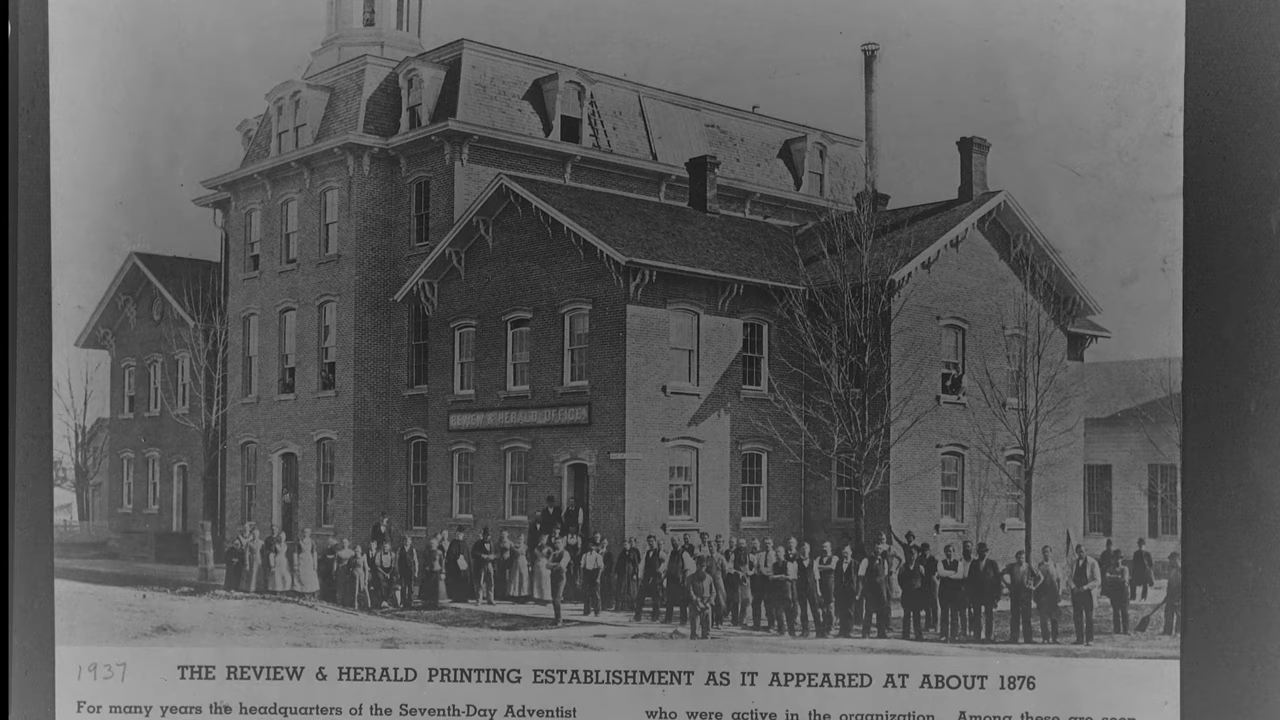 REVIEW & HERALD OFFICE.
1937
THE REVIEW & HERALD PRINTING ESTABLISHMENT AS IT APPEARED AT ABOUT 1876
For many years the headquarters of the Seventh-Day Adventist
who were active in the organization. Among these are seen